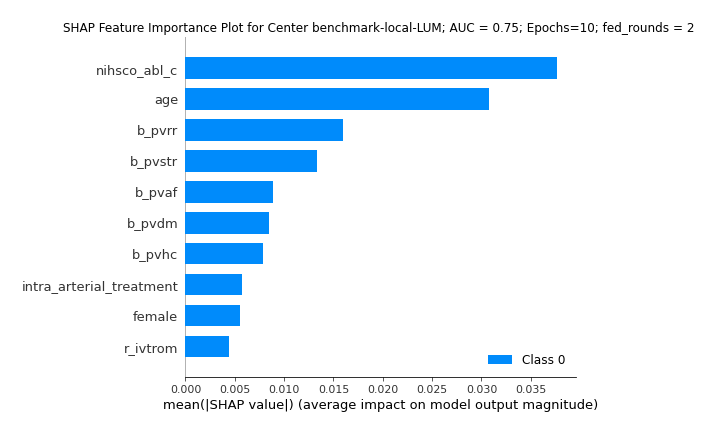 SHAP Feature Importance Plot for Center benchmark-local-LUM; AUC = 0.75; Epochs=10; fed_rounds = 2
nihsco_abl_c
age
b_pvrr
b_pvstr
b_pvaf
b_pvdm
b_pvhc
intra_arterial_treatment
female
r_ivtrom
Class 0
0.000 0.005 0.010 0.015 0.020 0.025 0.030 0.035
mean(|SHAP value|) (average impact on model output magnitude)